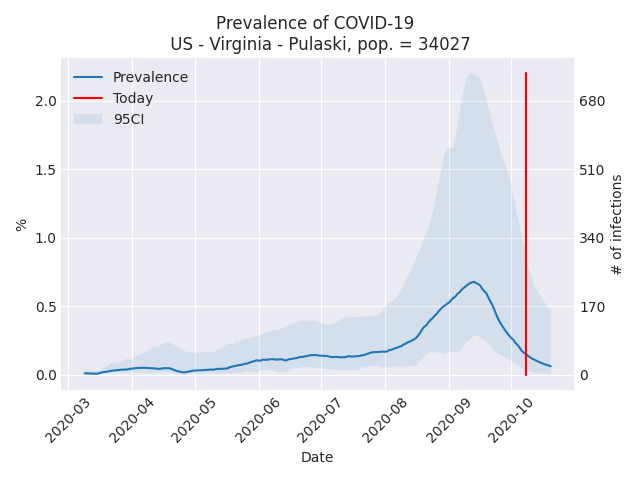 Prevalence of COVID-19
US - Virginia - Pulaski, pop. = 34027
Prevalence
Today
95CI
2.0
1.5
1.0
0.5
0.0
%
680
510
340
170
0
# of infections
2020-03
2020-04
2020-05
2020-06
2020-07
2020-08
2020-09
2020-10
Date